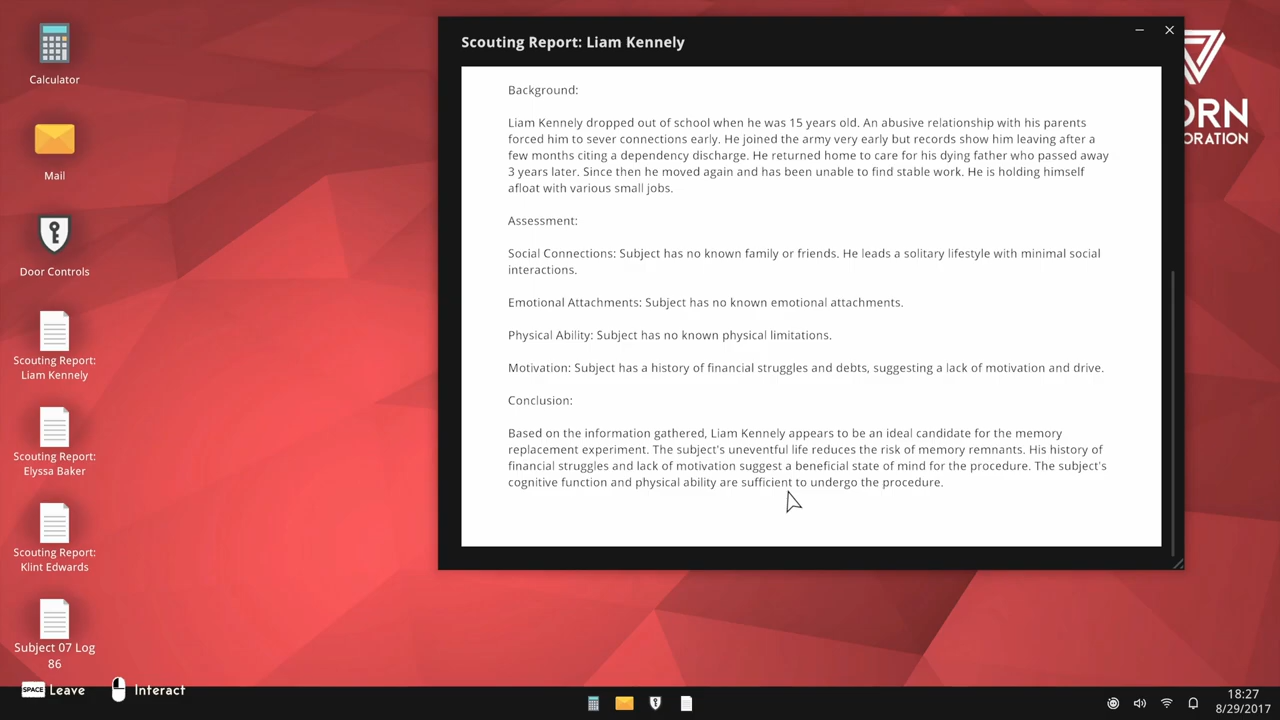 Calculator
Mail
Door Controls
Scouting Report:
Liam Kennely
Scouting Report:
Elyssa Baker
Scouting Report:
Klint Edwards
Subject 07 Log
86
SPACE Leave
Interact
Scouting Report: Liam Kennely
Background:
Liam Kennely dropped out of school when he was 15 years old. An abusive relationship with his parents
forced him to sever connections early. He joined the army very early but records show him leaving after a
few months citing a dependency discharge. He returned home to care for his dying father who passed away
3 years later. Since then he moved again and has been unable to find stable work. He is holding himself
afloat with various small jobs.
Assessment:
Social Connections: Subject has no known family or friends. He leads a solitary lifestyle with minimal social
interactions.
Emotional Attachments: Subject has no known emotional attachments.
Physical Ability: Subject has no known physical limitations.
Motivation: Subject has a history of financial struggles and debts, suggesting a lack of motivation and drive.
Conclusion:
Based on the information gathered, Liam Kennely appears to be an ideal candidate for the memory
replacement experiment. The subject's uneventful life reduces the risk of memory remnants. His history of
financial struggles and lack of motivation suggest a beneficial state of mind for the procedure. The subject's
cognitive function and physical ability are sufficient to undergo the procedure.
ORN
ORATION
18:27
8/29/2017